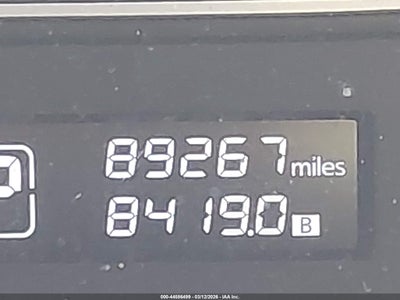 89267 miles
P
8419.0 B
000-44686499 - 03/12/2026 - IAA Inc.